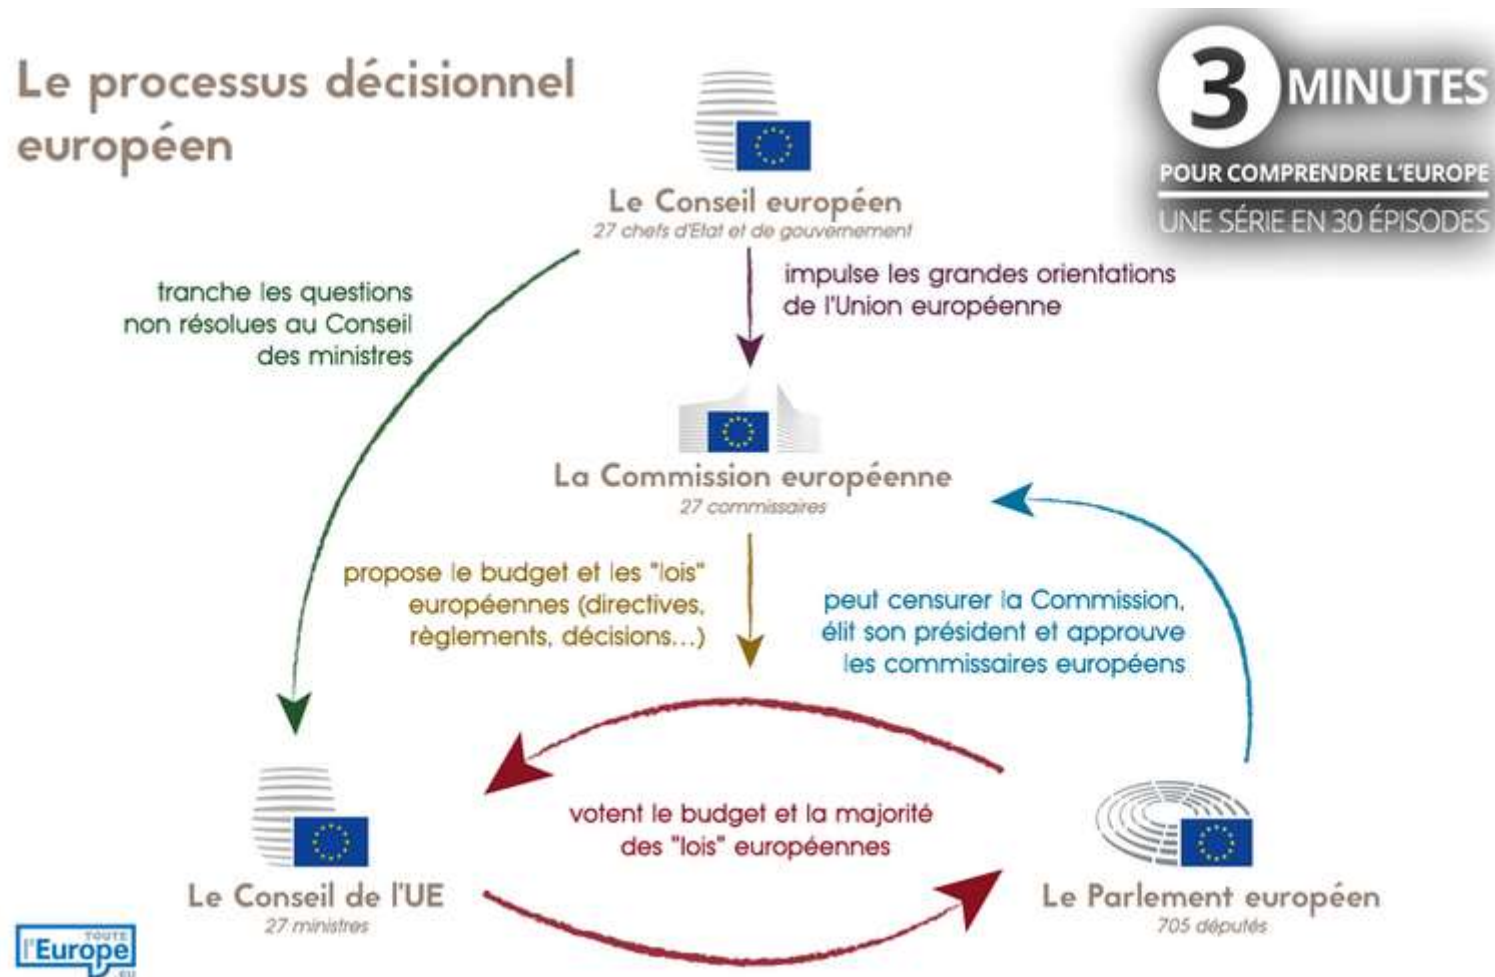 Le processus décisionnel
européen
3 MINUTES
POUR COMPRENDRE L'EUROPE
UNE SÉRIE EN 30 ÉPISODES
Le Conseil européen
27 chefs d'Etat et de gouvernement
tranche les questions
non résolues au Conseil
des ministres
impulse les grandes orientations
de l'Union européenne
La Commission européenne
27 commissaires
propose le budget et les "lois"
européennes (directives,
règlements, décisions...)
peut censurer la Commission,
élit son président et approuve
les commissaires européens
votent le budget et la majorité
des "lois" européennes
Le Conseil de l'UE
27 ministres
Le Parlement européen
705 députés
TOUTE
l'Europe
.eu